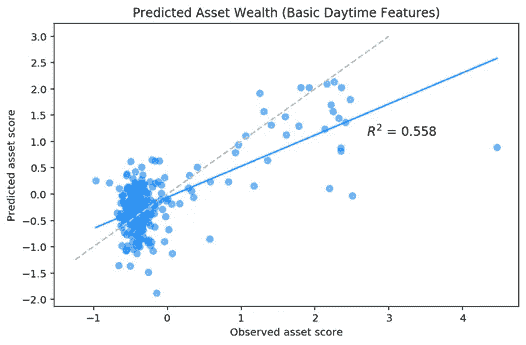 Predicted Asset Wealth (Basic Daytime Features)
3.0
2.5
2.0
1.5
1.0
0.5
0.0
−0.5
−1.0
−1.5
−2.0
Predicted asset score
R² = 0.558
−1 0 1 2 3 4
Observed asset score